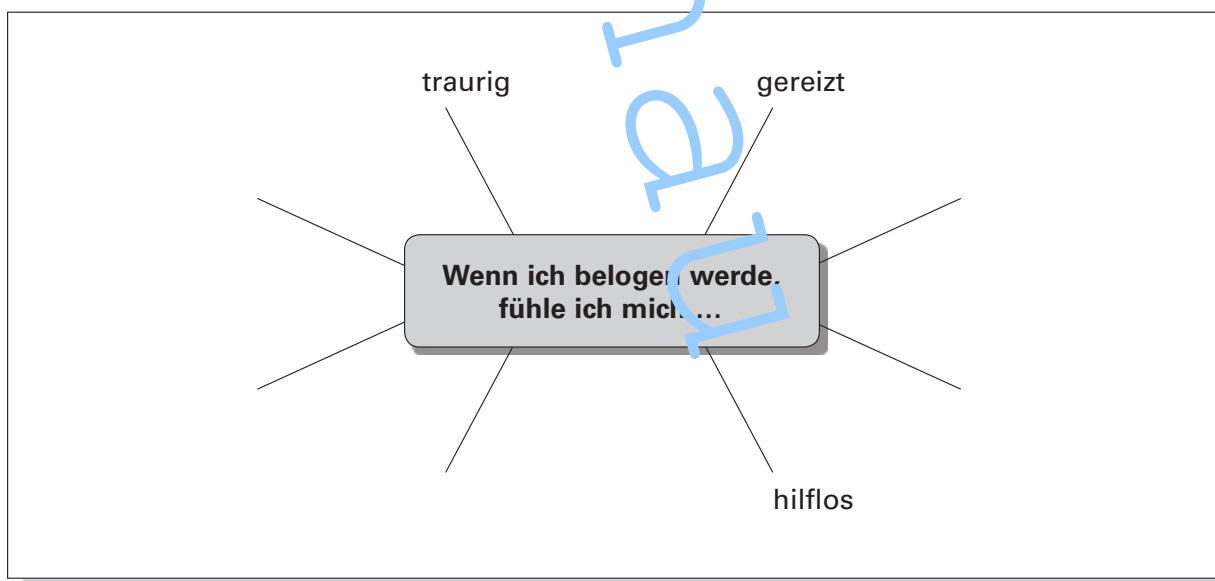 traurig
gereizt
Wenn ich belogen werde,
fühle ich mich …
hilflos